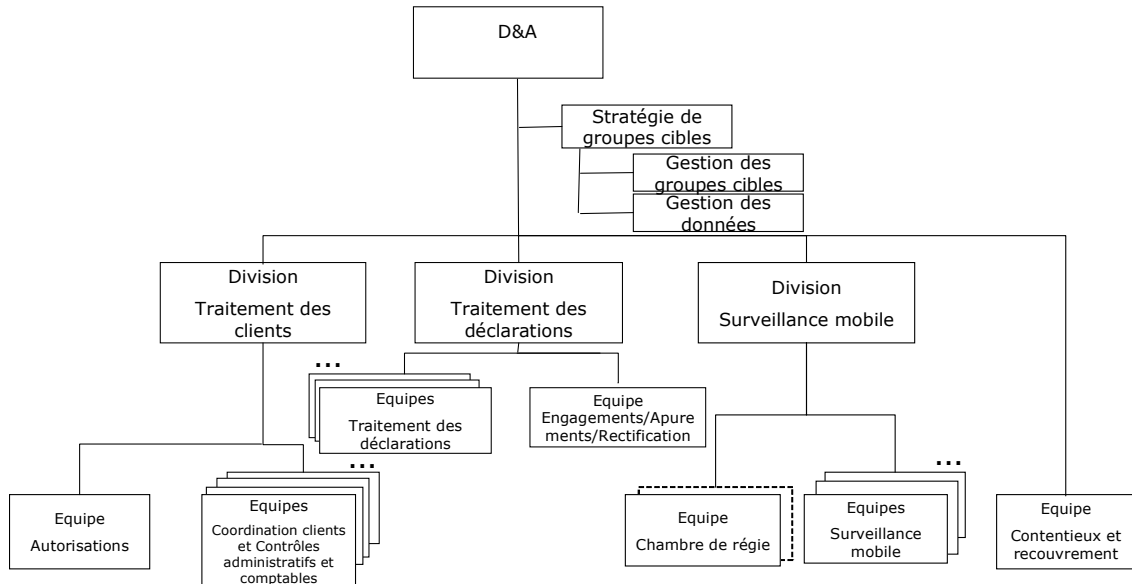 D&A
Stratégie de
groupes cibles
Gestion des
groupes cibles
Gestion des
données
Division
Traitement des
clients
Division
Traitement des
déclarations
Division
Surveillance mobile
...
Equipes
Traitement des
déclarations
Equipe
Engagements/Apure
ments/Rectification
Equipe
Autorisations
...
Equipes
Coordination clients
et Contrôles
administratifs et
comptables
Equipe
Chambre de régie
...
Equipes
Surveillance
mobile
Equipe
Contentieux et
recouvrement